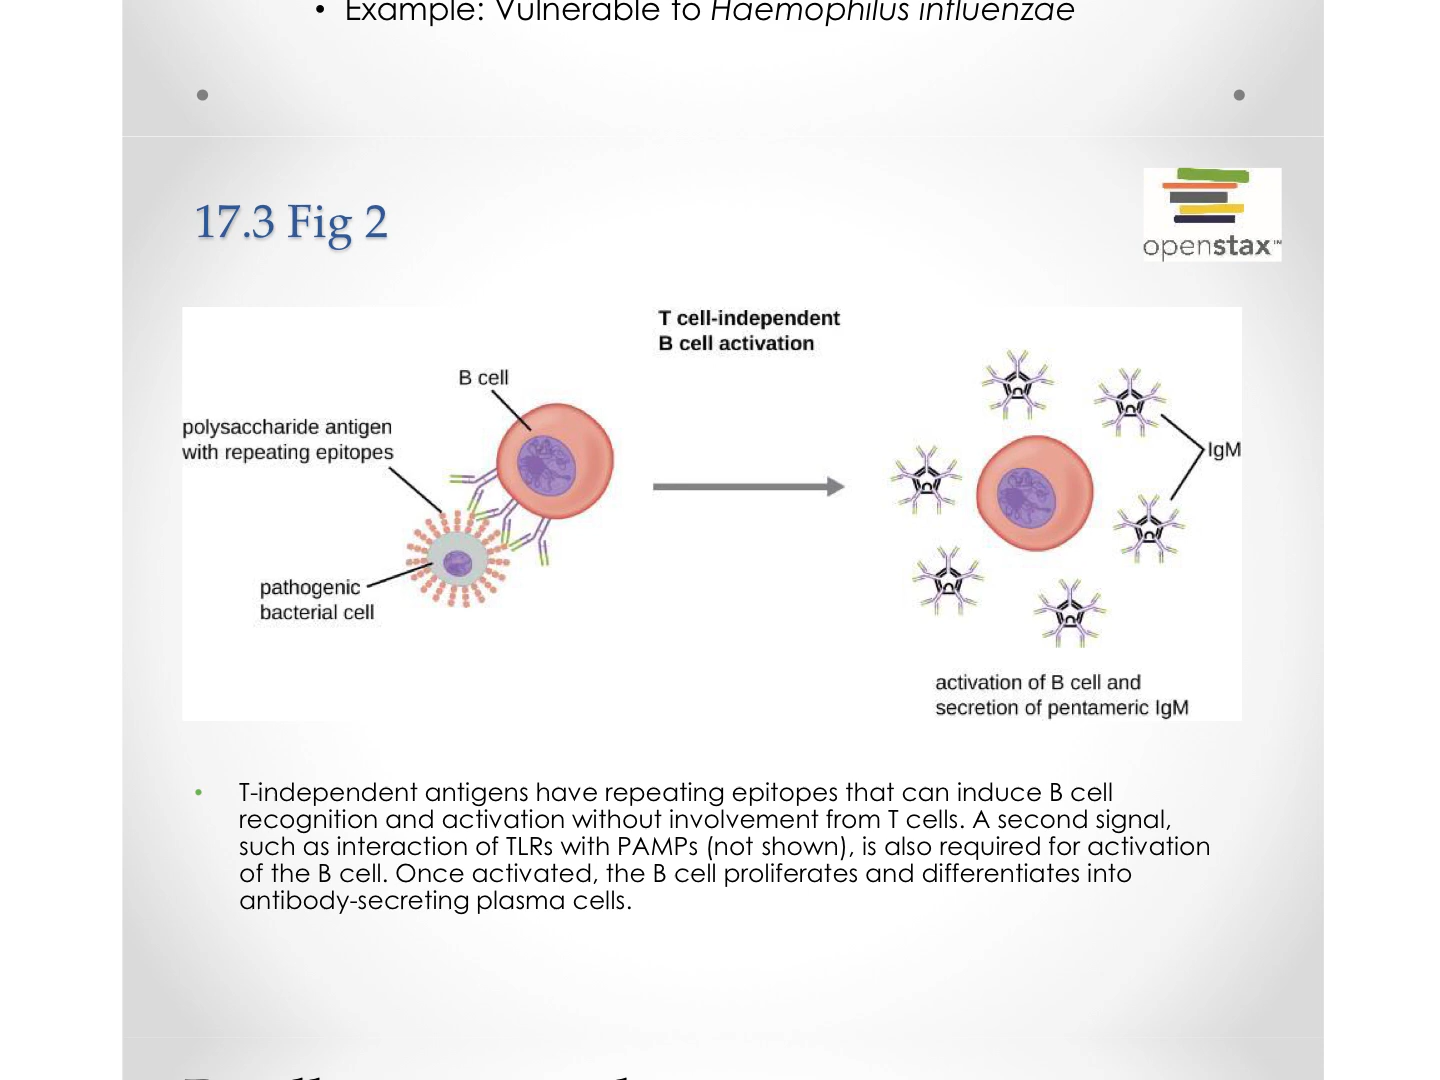 • Example: Vulnerable to Haemophilus influenzae
17.3 Fig 2
openstax™
T cell-independent
B cell activation
B cell
polysaccharide antigen
with repeating epitopes
pathogenic
bacterial cell
IgM
activation of B cell and
secretion of pentameric IgM
• T-independent antigens have repeating epitopes that can induce B cell
recognition and activation without involvement from T cells. A second signal,
such as interaction of TLRs with PAMPs (not shown), is also required for activation
of the B cell. Once activated, the B cell proliferates and differentiates into
antibody-secreting plasma cells.